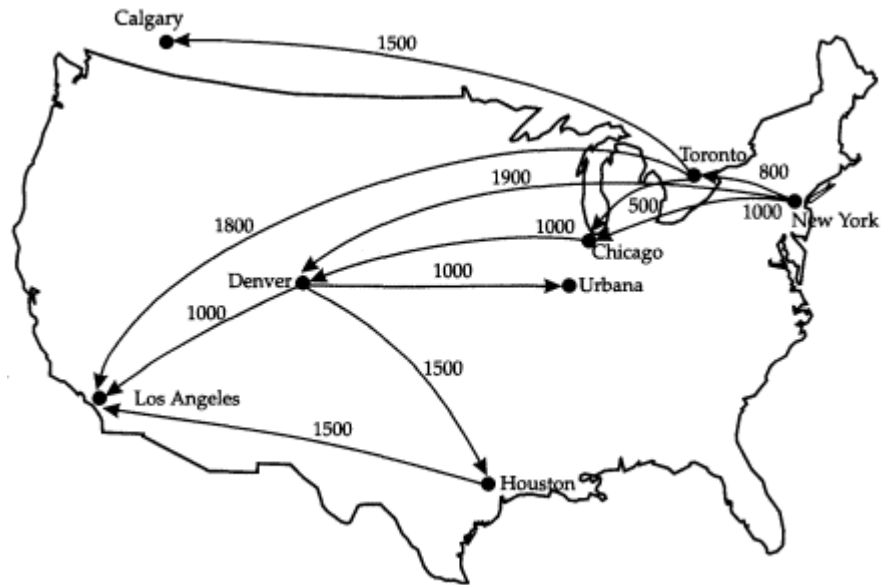 Calgary
1500
Toronto
800
1900
500
1000
New York
1800
1000
Chicago
Denver
1000
Urbana
1000
1500
Los Angeles
1500
Houston